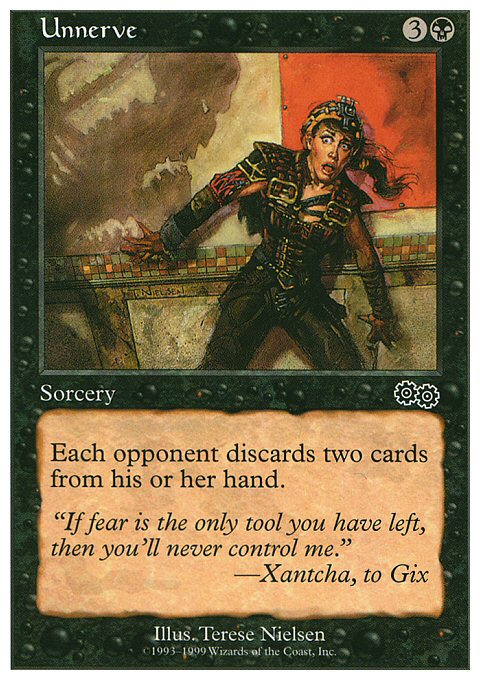 Unnerve 3
T. NIELSEN
Sorcery
Each opponent discards two cards
from his or her hand.
“If fear is the only tool you have left,
then you’ll never control me.”
—Xantcha, to Gix
Illus. Terese Nielsen
©1993–1999 Wizards of the Coast, Inc.